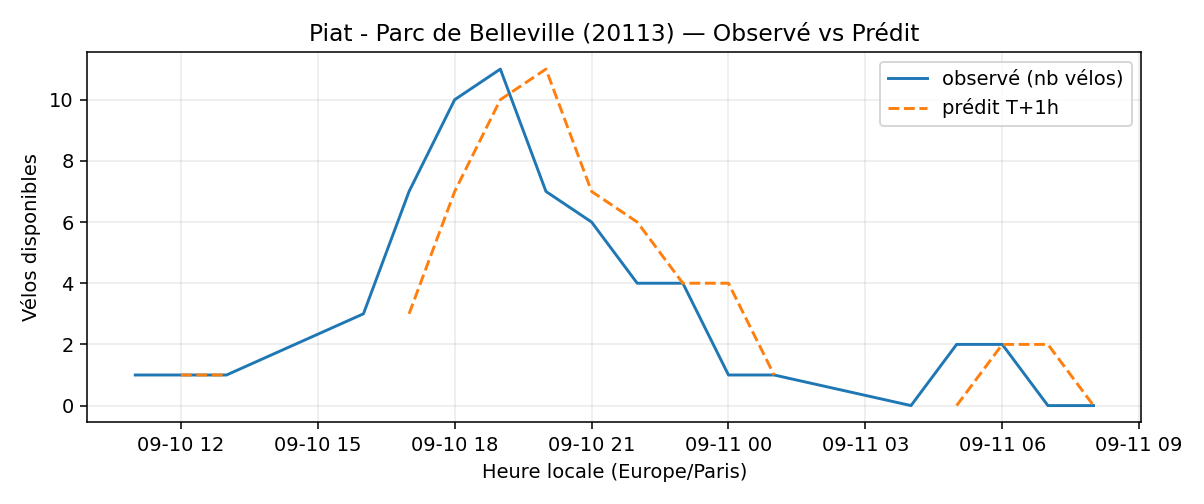 Piat - Parc de Belleville (20113) — Observé vs Prédit
observé (nb vélos)
prédit T+1h
Vélos disponibles
10
8
6
4
2
0
09-10 12
09-10 15
09-10 18
09-10 21
09-11 00
09-11 03
09-11 06
09-11 09
Heure locale (Europe/Paris)